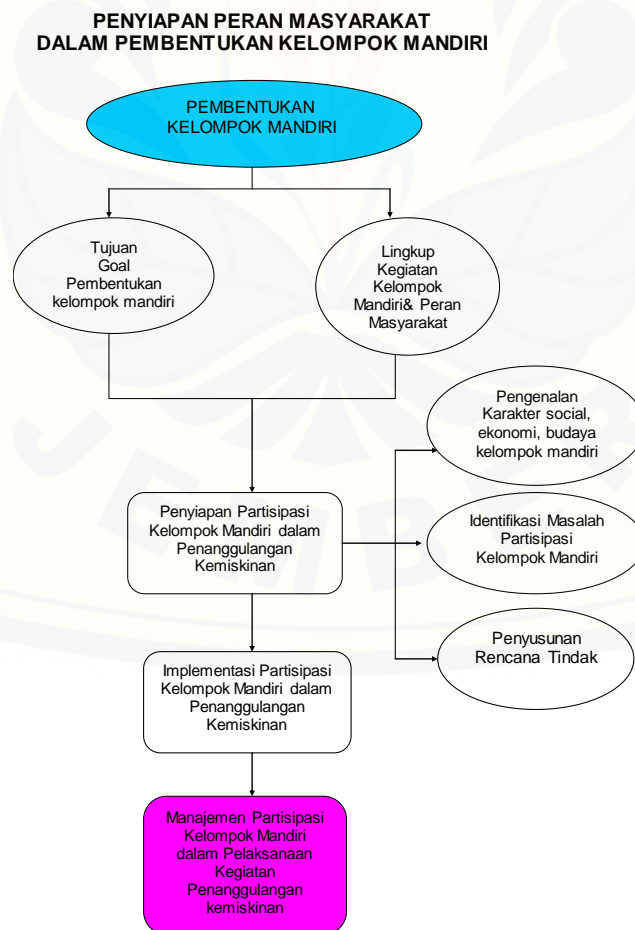 PENYIAPAN PERAN MASYARAKAT
DALAM PEMBENTUKAN KELOMPOK MANDIRI
PEMBENTUKAN
KELOMPOK MANDIRI
Tujuan
Goal
Pembentukan
kelompok mandiri
Lingkup
Kegiatan
Kelompok
Mandiri& Peran
Masyarakat
Pengenalan
Karakter social,
ekonomi, budaya
kelompok mandiri
Penyiapan Partisipasi
Kelompok Mandiri dalam
Penanggulangan
Kemiskinan
Identifikasi Masalah
Partisipasi
Kelompok Mandiri
Penyusunan
Rencana Tindak
Implementasi Partisipasi
Kelompok Mandiri dalam
Penanggulangan
Kemiskinan
Manajemen Partisipasi
Kelompok Mandiri
dalam Pelaksanaan
Kegiatan
Penanggulangan
kemiskinan
JEMBER